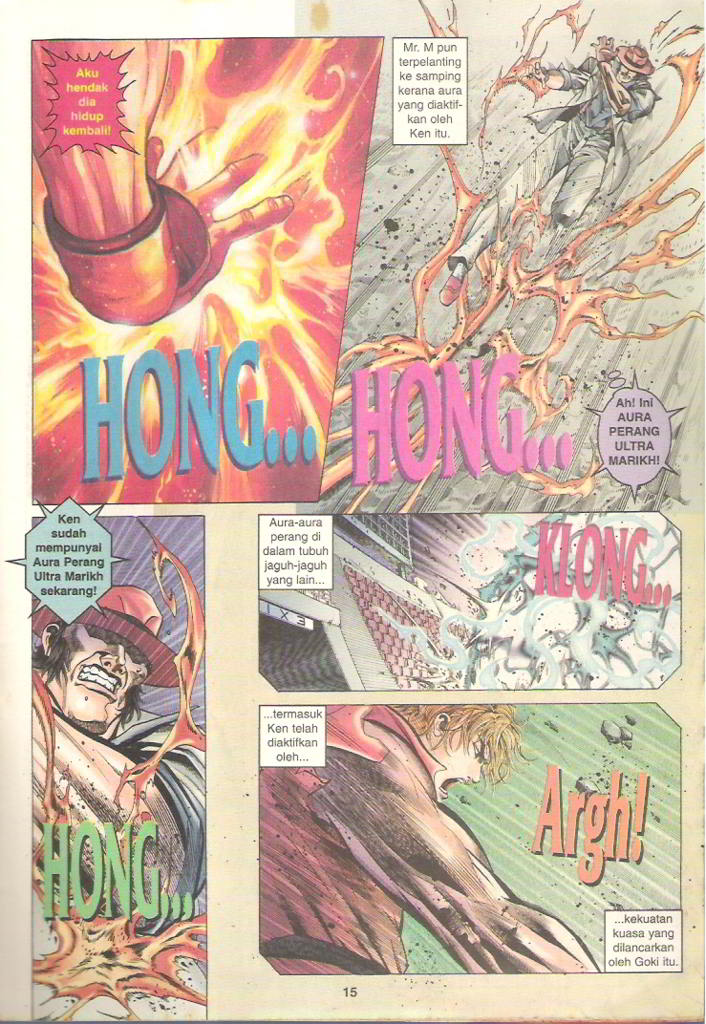 Aku
hendak
dia
hidup
kembali!
HONG...
Mr. M pun
terpelanting
ke samping
kerana aura
yang diaktif-
kan oleh
Ken itu.
HONG...
Ah! Ini
AURA
PERANG
ULTRA
MARIKH!
Ken
sudah
mempunyai
Aura Perang
Ultra Marikh
sekarang!
HONG...
Aura-aura
perang di
dalam tubuh
jaguh-jaguh
yang lain...
KLONG...
...termasuk
Ken telah
diaktifkan
oleh...
Argh!
...kekuatan
kuasa yang
dilancarkan
oleh Goki itu.
15